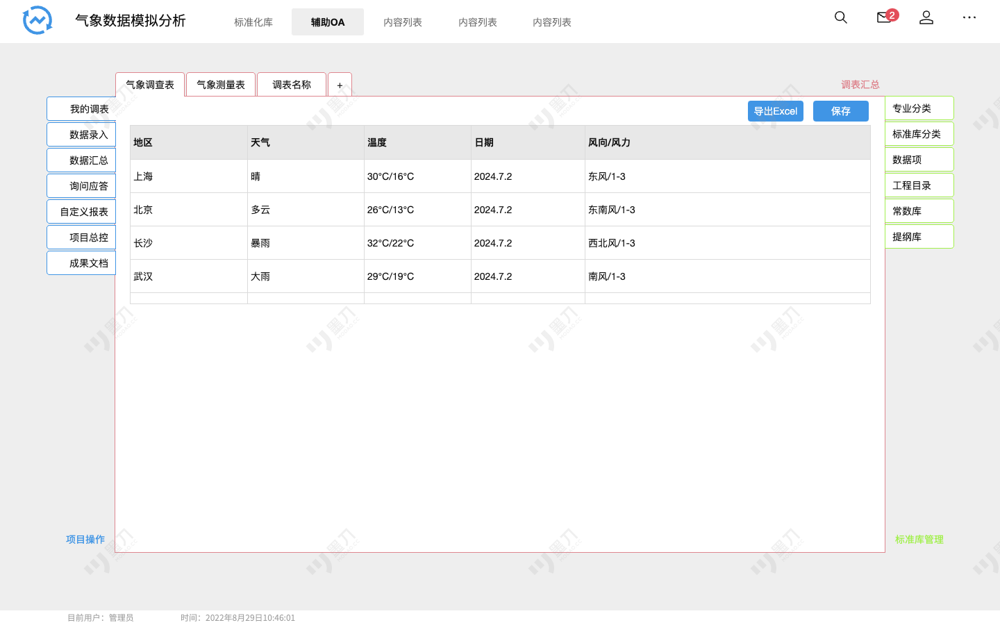 气象数据模拟分析
标准化库 辅助OA 内容列表 内容列表 内容列表
2
气象调查表 气象测量表 调表名称 + 调表汇总
我的调表
数据录入
数据汇总
询问应答
自定义报表
项目总控
成果文档
导出Excel 保存
地区 天气 温度 日期 风向/风力
上海 晴 30°C/16°C 2024.7.2 东风/1-3
北京 多云 26°C/13°C 2024.7.2 东南风/1-3
长沙 暴雨 32°C/22°C 2024.7.2 西北风/1-3
武汉 大雨 29°C/19°C 2024.7.2 南风/1-3
专业分类
标准库分类
数据项
工程目录
常数库
提纲库
墨刀
MODAO.CC
项目操作 标准库管理
目前用户：管理员 时间：2022年8月29日10:46:01